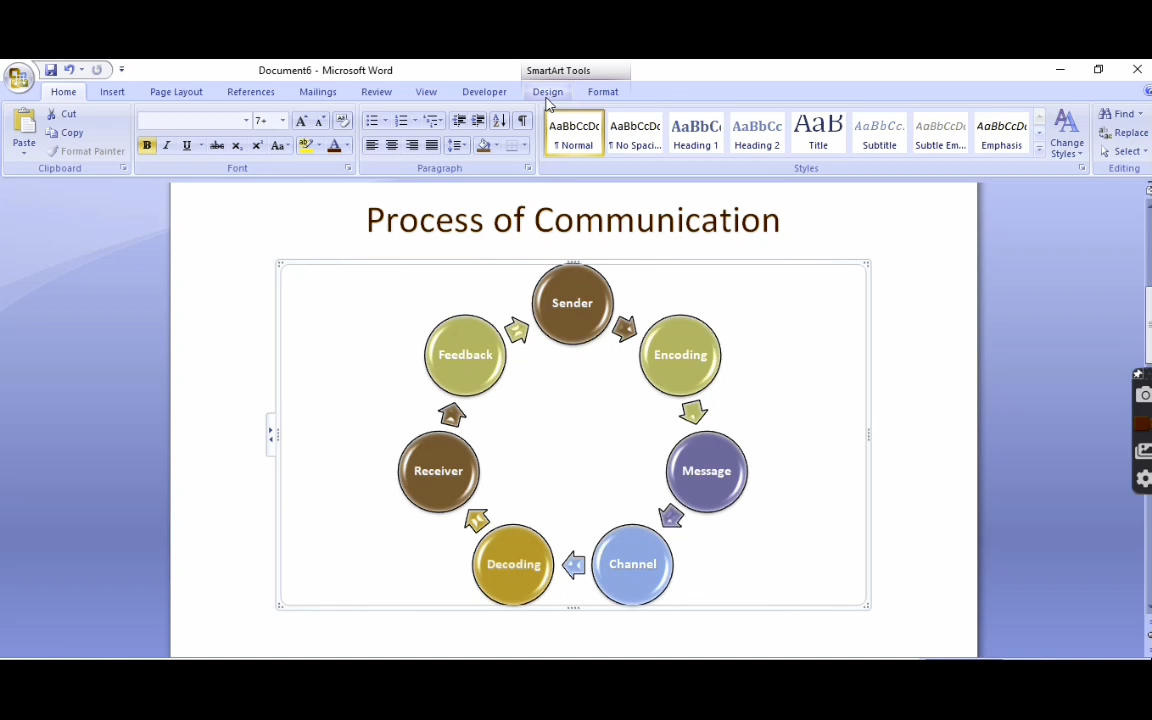 Document6 - Microsoft Word
SmartArt Tools
Home Insert Page Layout References Mailings Review View Developer Design Format
Paste
Cut
Copy
Format Painter
Clipboard
7+
Font
Paragraph
AaBbCcDc AaBbCcDc AaBbC AaBbCc AaB AaBbCc. AaBbCcDt AaBbCcDt
¶ Normal ¶ No Spaci... Heading 1 Heading 2 Title Subtitle Subtle Em... Emphasis
Change
Styles
Styles
Find
Replace
Select
Editing
Process of Communication
Sender
Encoding
Message
Channel
Decoding
Receiver
Feedback